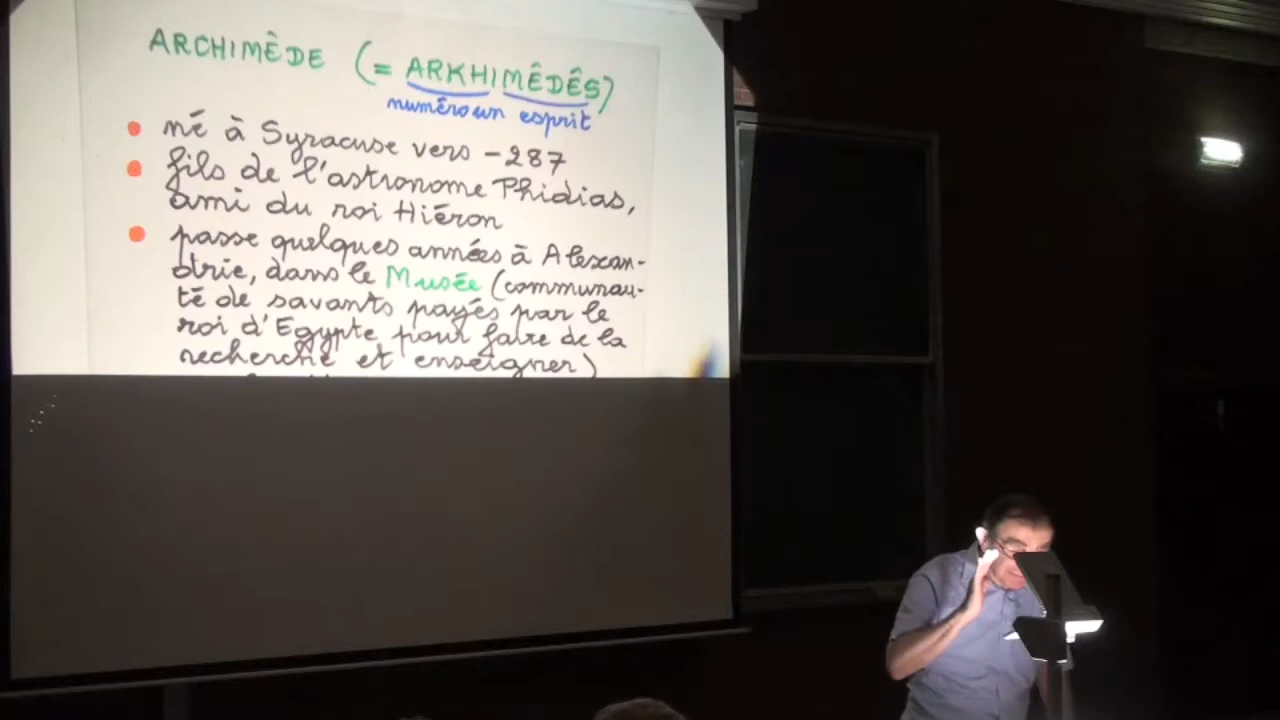 ARCHIMÈDE (= ARKHIMÊDÊS)
numéro un esprit
• né à Syracuse vers -287
• fils de l'astronome Phidias,
ami du roi Hiéron
• passe quelques années à Alexan-
drie, dans le Musée (communau-
té de savants payés par le
roi d'Egypte pour faire de la
recherche et enseigner)